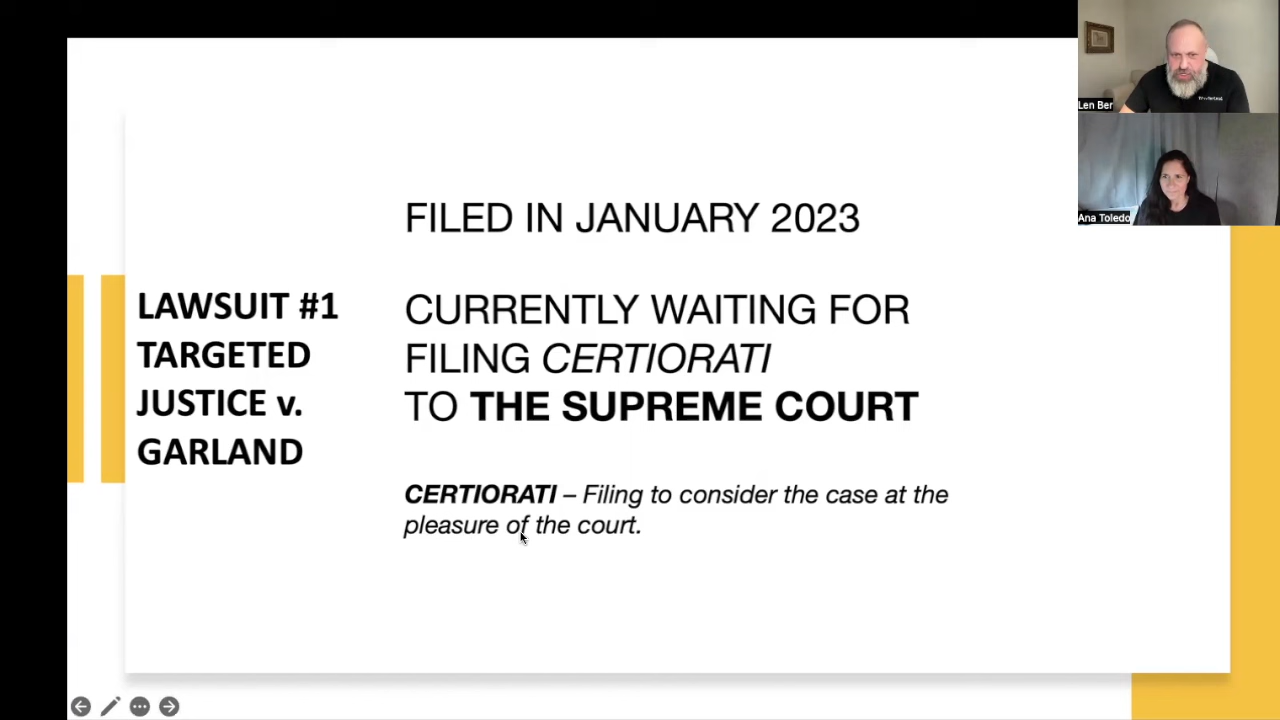 FILED IN JANUARY 2023
LAWSUIT #1
TARGETED
JUSTICE v.
GARLAND
CURRENTLY WAITING FOR
FILING CERTIORATI
TO THE SUPREME COURT
CERTIORATI – Filing to consider the case at the
pleasure of the court.
Len Ber
Ana Toledo